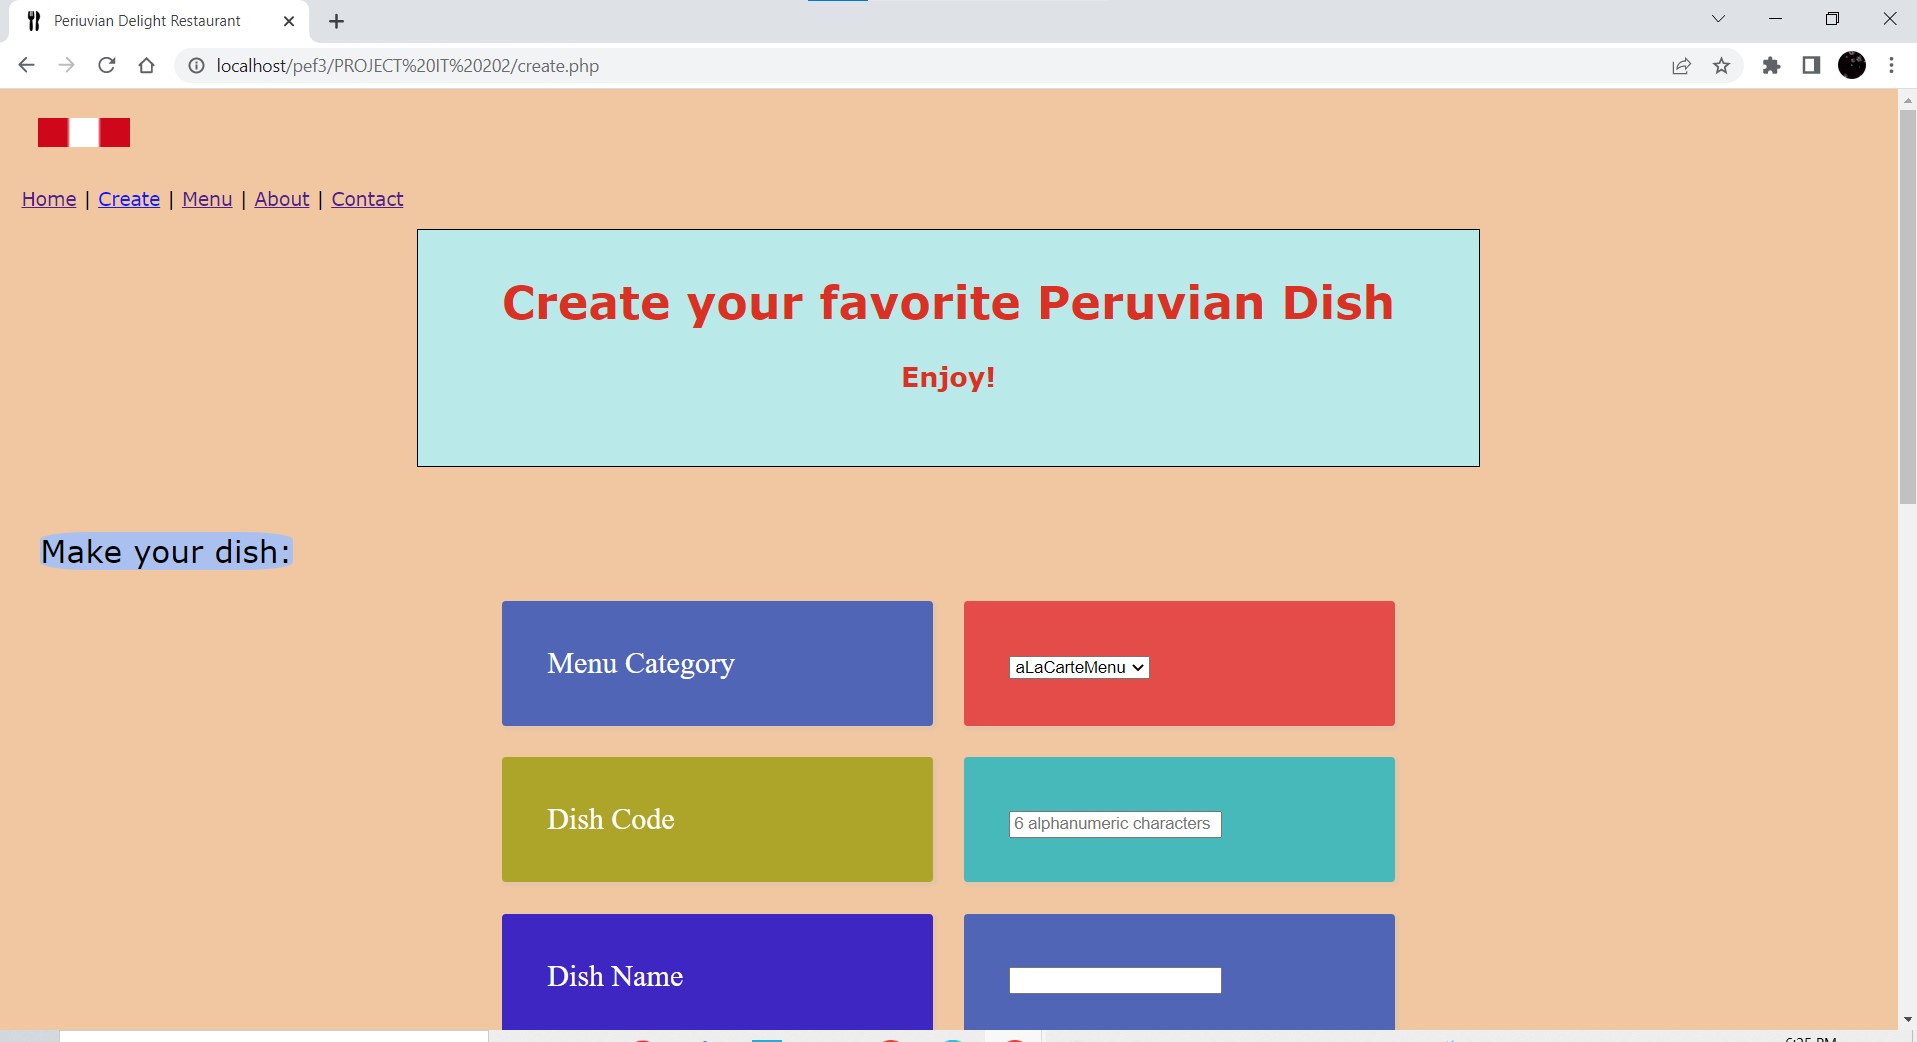 Periuvian Delight Restaurant
localhost/pef3/PROJECT%20IT%20202/create.php
Home | Create | Menu | About | Contact
Create your favorite Peruvian Dish
Enjoy!
Make your dish:
Menu Category
aLaCarteMenu
Dish Code
6 alphanumeric characters
Dish Name